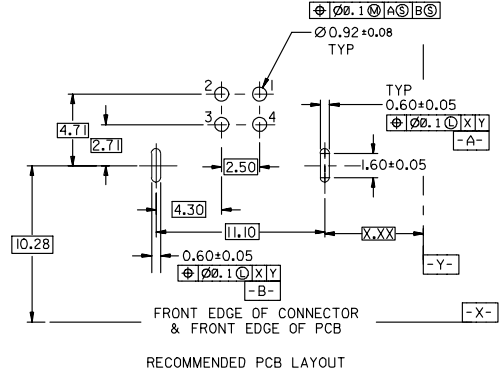 ⌖ Ø0.1 Ⓜ A Ⓢ B Ⓢ
Ø0.92 ±0.08
TYP
2 1
3 4
TYP
0.60±0.05
⌖ Ø0.1 Ⓛ X Y
-A-
4.71
2.71
2.50
1.60±0.05
4.30
11.10
X.XX
10.28
0.60±0.05
⌖ Ø0.1 Ⓛ X Y
-B-
-Y-
-X-
FRONT EDGE OF CONNECTOR
& FRONT EDGE OF PCB
RECOMMENDED PCB LAYOUT